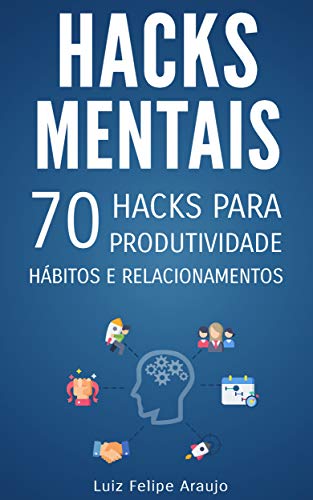 HACKS
MENTAIS
70 HACKS PARA
PRODUTIVIDADE
HÁBITOS E RELACIONAMENTOS
Luiz Felipe Araujo